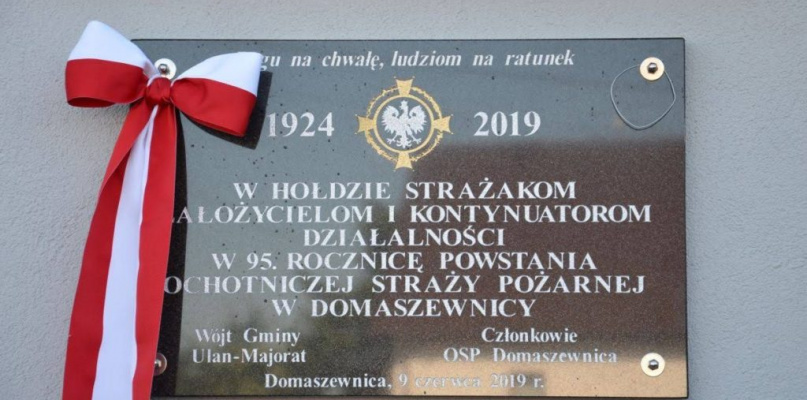 na chwałę, ludziom na ratunek
1924 2019
W HOŁDZIE STRAŻAKOM
ZAŁOŻYCIELOM I KONTYNUATOROM
DZIAŁALNOŚCI
W 95. ROCZNICĘ POWSTANIA
OCHOTNICZEJ STRAŻY POŻARNEJ
W DOMASZEWNICY
Wójt Gminy
Ulan-Majorat
Członkowie
OSP Domaszewnica
Domaszewnica, 9 czerwca 2019 r.